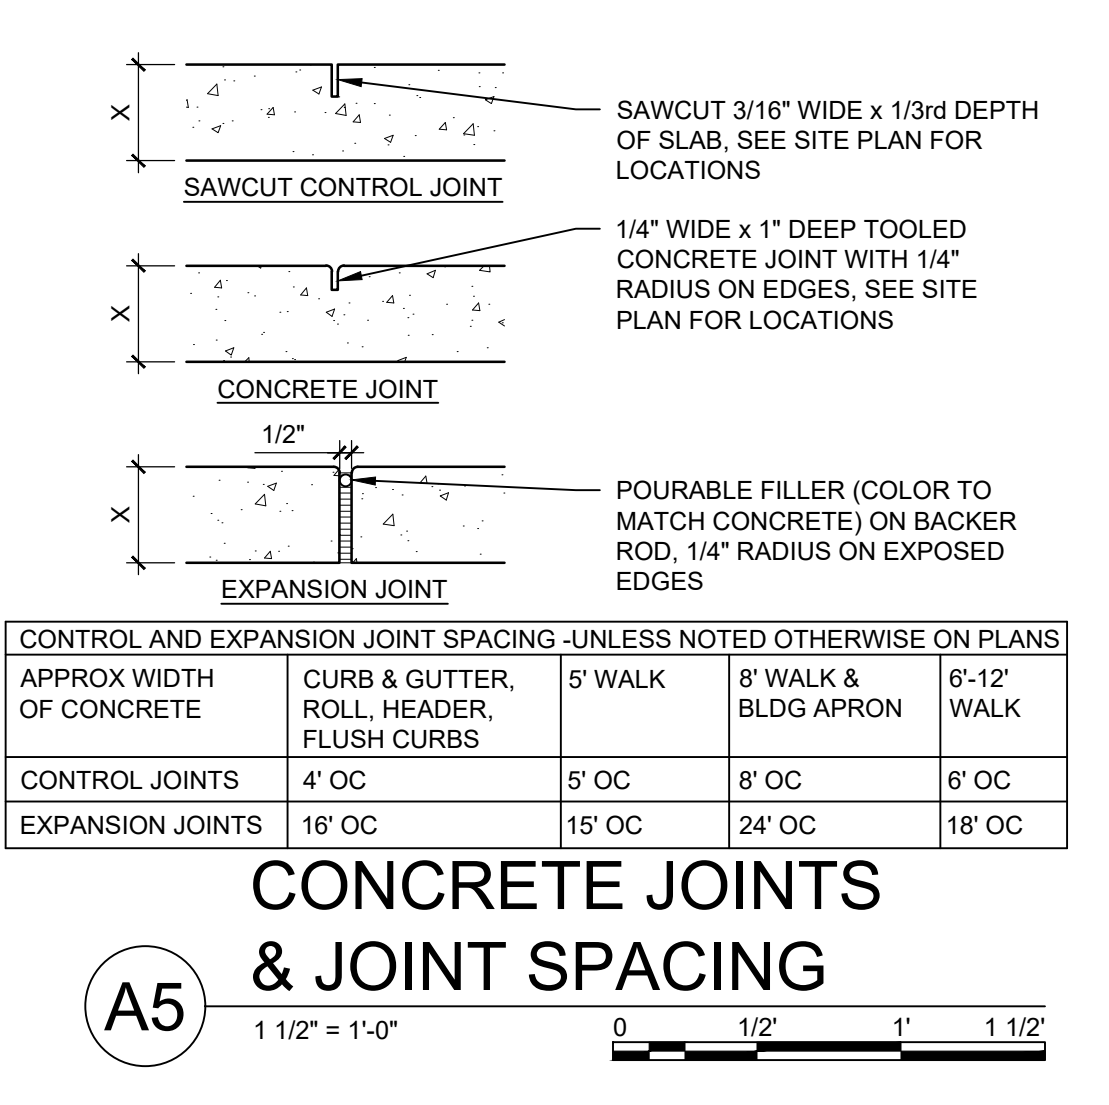 X
SAWCUT 3/16" WIDE x 1/3rd DEPTH
OF SLAB, SEE SITE PLAN FOR
LOCATIONS
SAWCUT CONTROL JOINT
X
1/4" WIDE x 1" DEEP TOOLED
CONCRETE JOINT WITH 1/4"
RADIUS ON EDGES, SEE SITE
PLAN FOR LOCATIONS
CONCRETE JOINT
1/2"
X
POURABLE FILLER (COLOR TO
MATCH CONCRETE) ON BACKER
ROD, 1/4" RADIUS ON EXPOSED
EDGES
EXPANSION JOINT
CONTROL AND EXPANSION JOINT SPACING -UNLESS NOTED OTHERWISE ON PLANS
APPROX WIDTH
OF CONCRETE
CURB & GUTTER,
ROLL, HEADER,
FLUSH CURBS
5' WALK
8' WALK &
BLDG APRON
6'-12'
WALK
CONTROL JOINTS 4' OC 5' OC 8' OC 6' OC
EXPANSION JOINTS 16' OC 15' OC 24' OC 18' OC
CONCRETE JOINTS
& JOINT SPACING
A5
1 1/2" = 1'-0"
0 1/2' 1' 1 1/2'